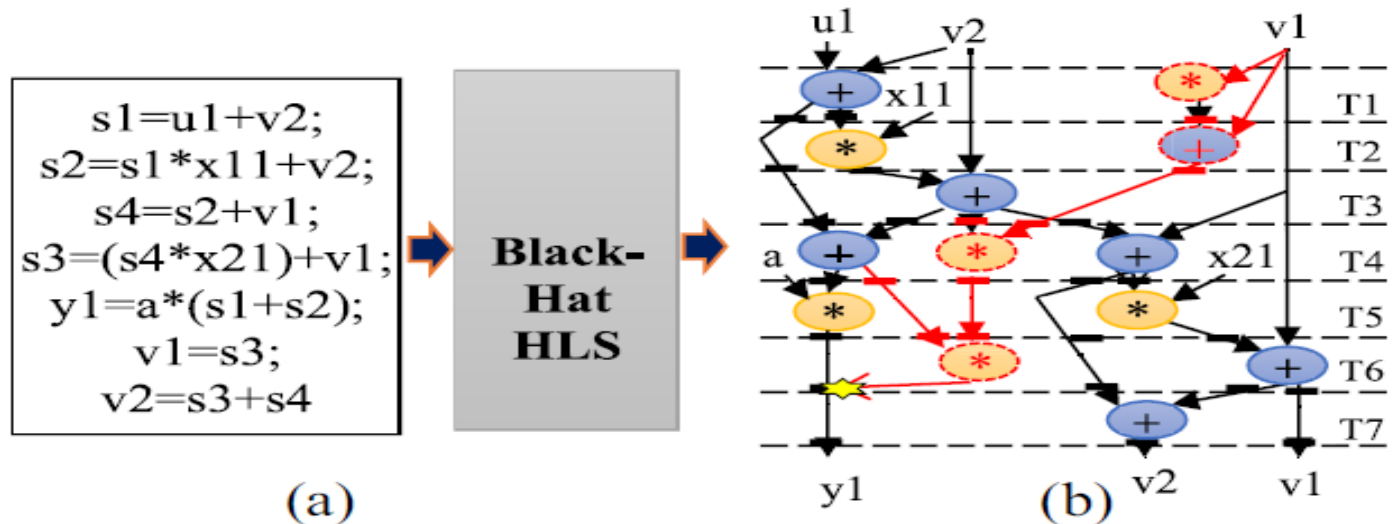 s1=u1+v2;
s2=s1*x11+v2;
s4=s2+v1;
s3=(s4*x21)+v1;
y1=a*(s1+s2);
v1=s3;
v2=s3+s4
(a)
Black-
Hat
HLS
u1 v2 v1
* T1
+ x11
* + T2
+ T3
a + * + x21 T4
* * T5
* + T6
+ T7
y1 v2 v1
(b)